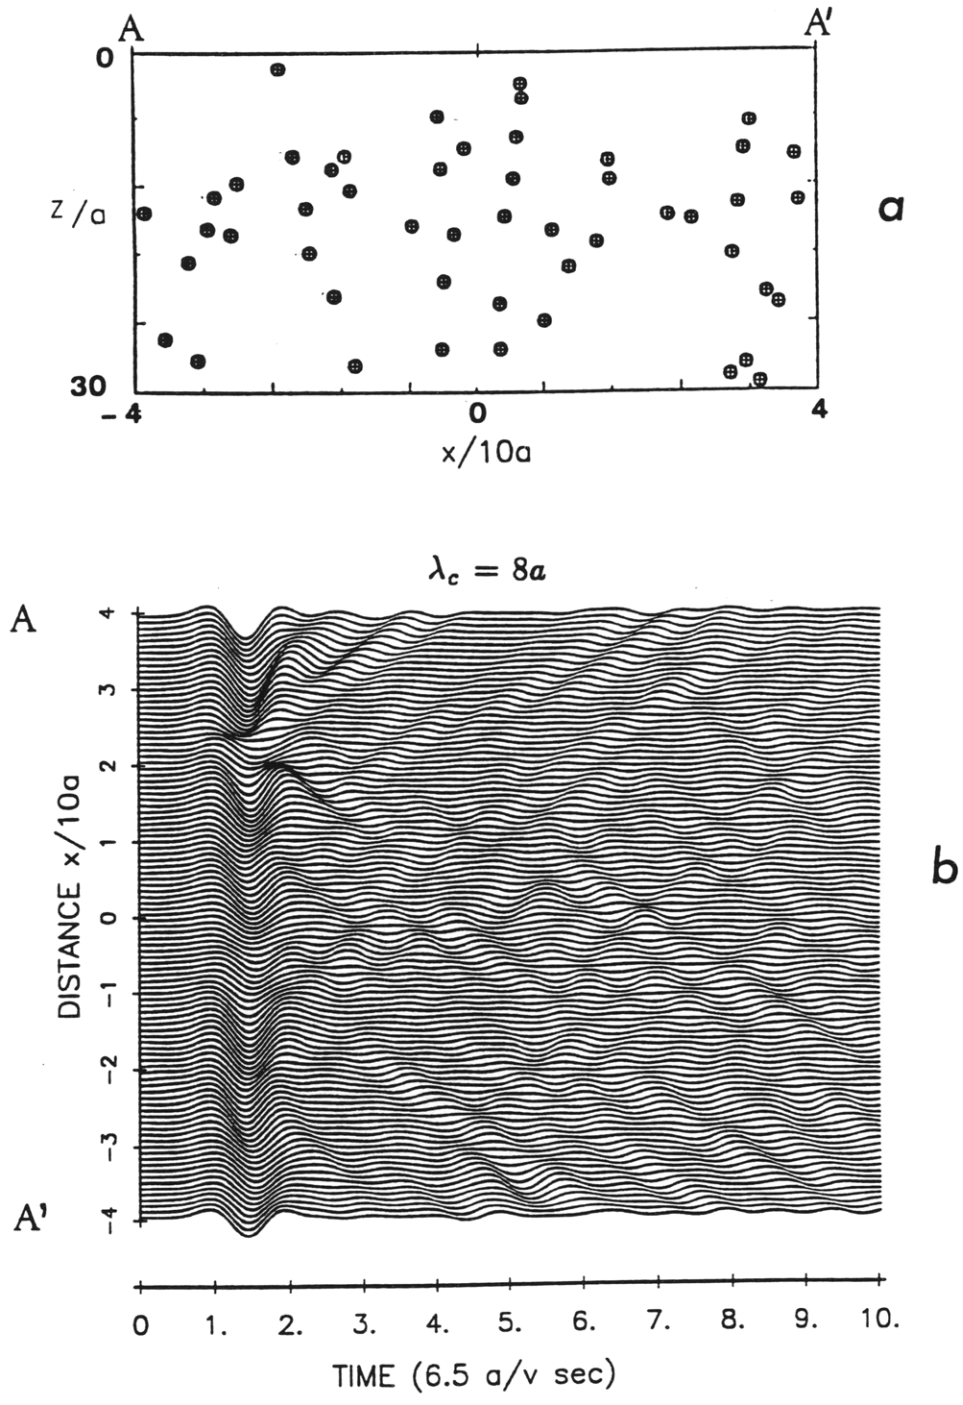 A A'
0
z/a
a
30
-4 0 4
x/10a
λc = 8a
A
4
3
2
1
0
-1
-2
-3
-4
DISTANCE x/10a
b
A'
0 1. 2. 3. 4. 5. 6. 7. 8. 9. 10.
TIME (6.5 a/v sec)